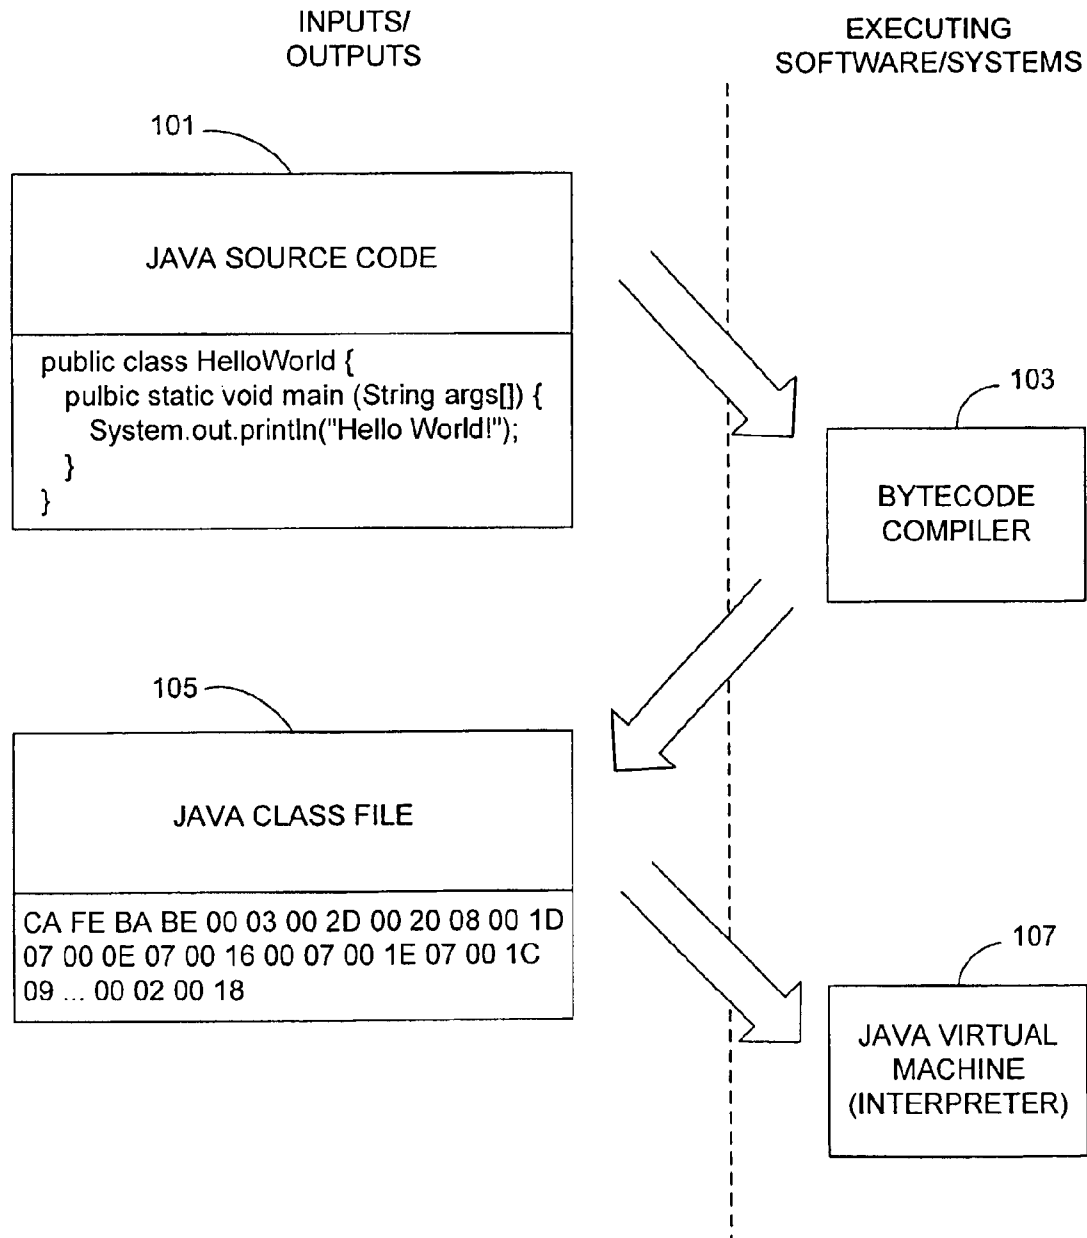 INPUTS/
OUTPUTS
EXECUTING
SOFTWARE/SYSTEMS
101
JAVA SOURCE CODE
public class HelloWorld {
pulbic static void main (String args[]) {
System.out.println("Hello World!");
}
}
103
BYTECODE
COMPILER
105
JAVA CLASS FILE
CA FE BA BE 00 03 00 2D 00 20 08 00 1D
07 00 0E 07 00 16 00 07 00 1E 07 00 1C
09 ... 00 02 00 18
107
JAVA VIRTUAL
MACHINE
(INTERPRETER)